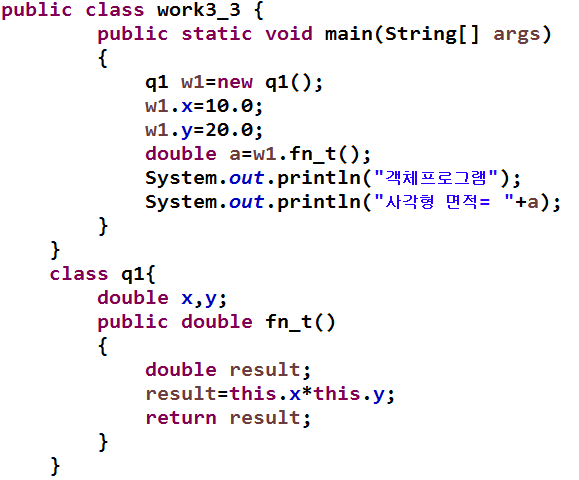 public class work3_3 {
public static void main(String[] args)
{
q1 w1=new q1();
w1.x=10.0;
w1.y=20.0;
double a=w1.fn_t();
System.out.println("객체프로그램");
System.out.println("사각형 면적= "+a);
}
}
class q1{
double x,y;
public double fn_t()
{
double result;
result=this.x*this.y;
return result;
}
}